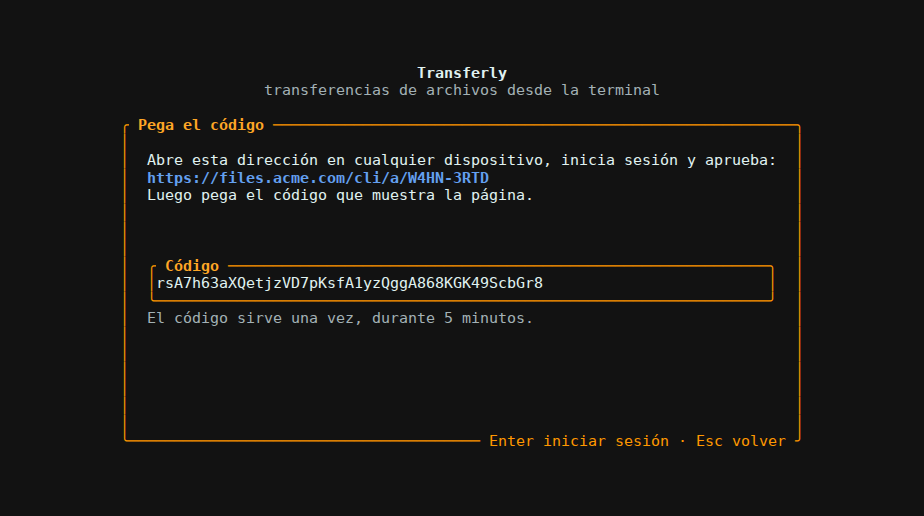 Transferly
transferencias de archivos desde la terminal
Pega el código
Abre esta dirección en cualquier dispositivo, inicia sesión y aprueba:
https://files.acme.com/cli/a/W4HN-3RTD
Luego pega el código que muestra la página.
Código
rsA7h63aXQetjzVD7pKsfA1yzQggA868KGK49ScbGr8
El código sirve una vez, durante 5 minutos.
Enter iniciar sesión · Esc volver